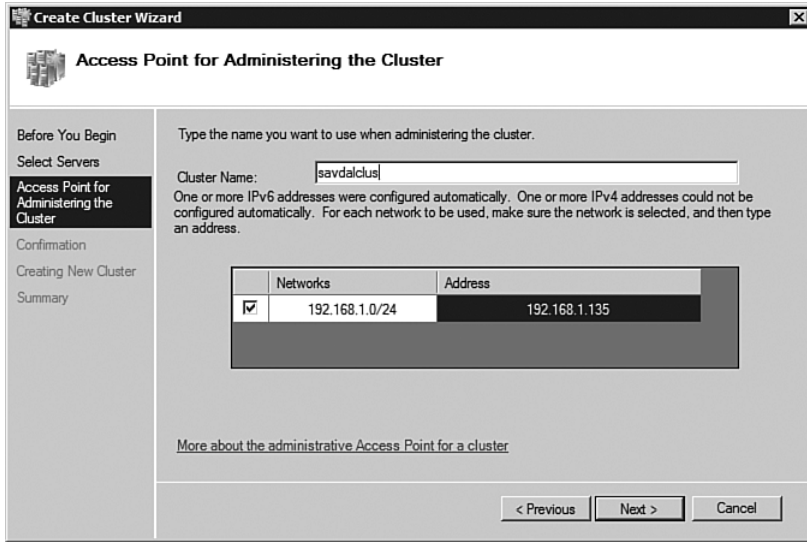 Create Cluster Wizard
Access Point for Administering the Cluster
Before You Begin
Select Servers
Access Point for
Administering the
Cluster
Confirmation
Creating New Cluster
Summary
Type the name you want to use when administering the cluster.
Cluster Name:
savdalclus
One or more IPv6 addresses were configured automatically. One or more IPv4 addresses could not be
configured automatically. For each network to be used, make sure the network is selected, and then type
an address.
Networks Address
192.168.1.0/24 192.168.1.135
More about the administrative Access Point for a cluster
< Previous Next > Cancel